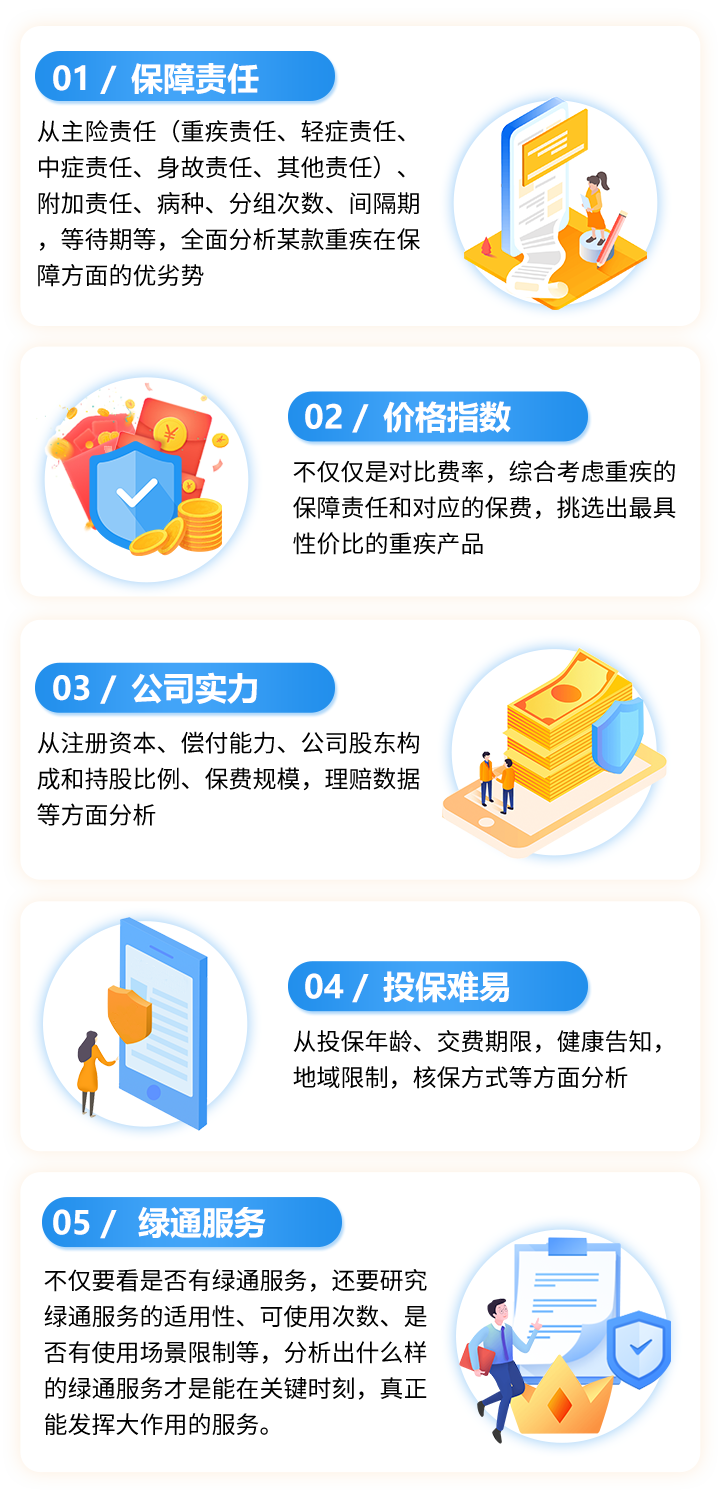 01 / 保障责任
从主险责任（重疾责任、轻症责任、
中症责任、身故责任、其他责任）、
附加责任、病种、分组次数、间隔期
，等待期等，全面分析某款重疾在保
障方面的优劣势
¥
¥
02 / 价格指数
不仅仅是对比费率，综合考虑重疾的
保障责任和对应的保费，挑选出最具
性价比的重疾产品
03 / 公司实力
从注册资本、偿付能力、公司股东构
成和持股比例、保费规模，理赔数据
等方面分析
04 / 投保难易
从投保年龄、交费期限，健康告知，
地域限制，核保方式等方面分析
05 / 绿通服务
不仅要看是否有绿通服务，还要研究
绿通服务的适用性、可使用次数、是
否有使用场景限制等，分析出什么样
的绿通服务才是能在关键时刻，真正
能发挥大作用的服务。